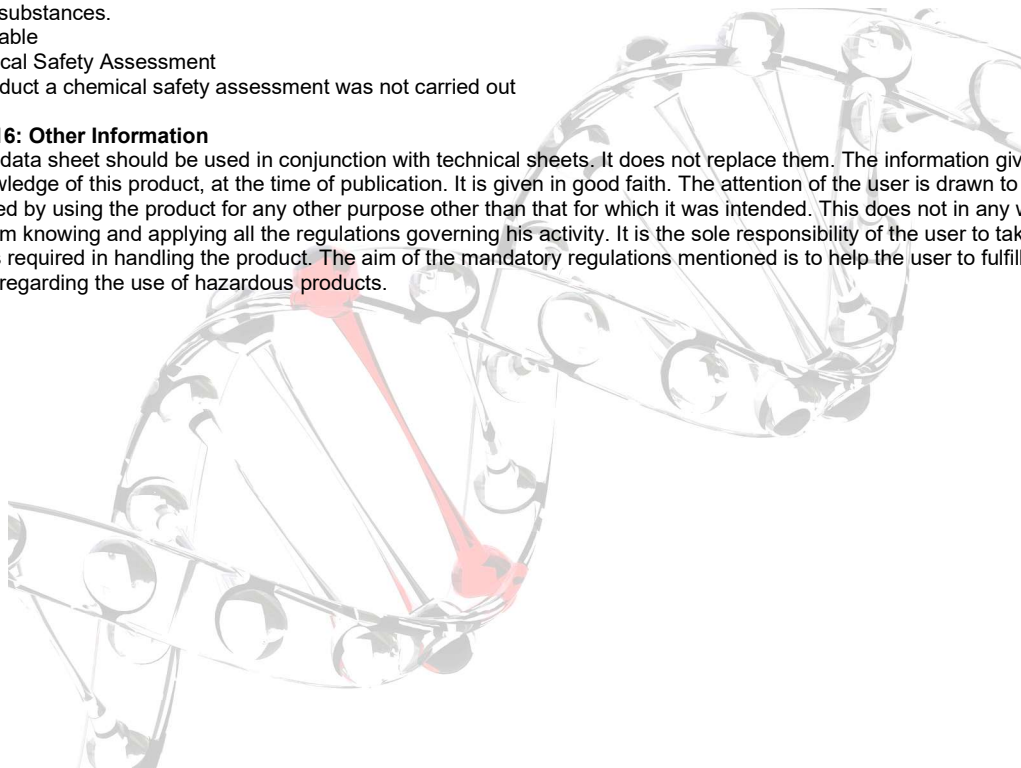 substances.
able
cal Safety Assessment
duct a chemical safety assessment was not carried out
16: Other Information
data sheet should be used in conjunction with technical sheets. It does not replace them. The information giv
wledge of this product, at the time of publication. It is given in good faith. The attention of the user is drawn to
ed by using the product for any other purpose other than that for which it was intended. This does not in any w
m knowing and applying all the regulations governing his activity. It is the sole responsibility of the user to tak
s required in handling the product. The aim of the mandatory regulations mentioned is to help the user to fulfill
regarding the use of hazardous products.